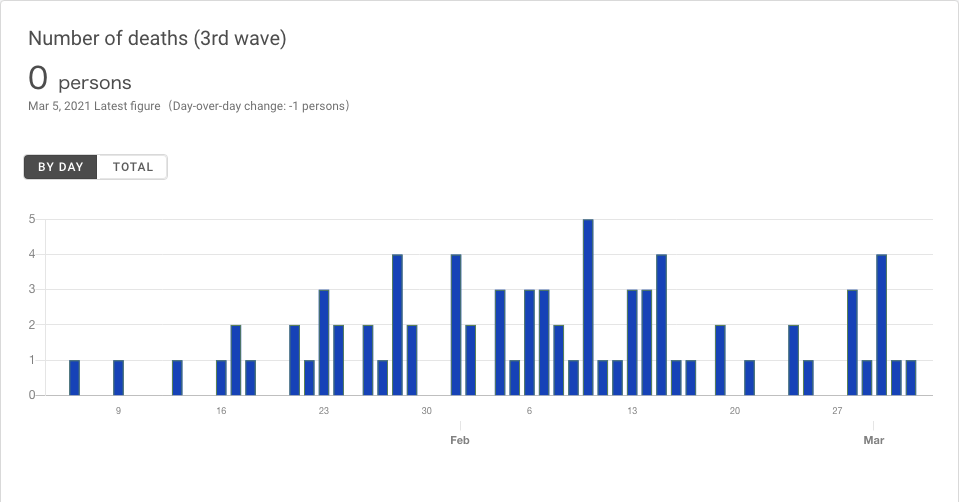 Number of deaths (3rd wave)
0 persons
Mar 5, 2021 Latest figure（Day-over-day change: -1 persons）
BY DAY TOTAL
5
4
3
2
1
0
9 16 23 30 6 13 20 27
Feb Mar